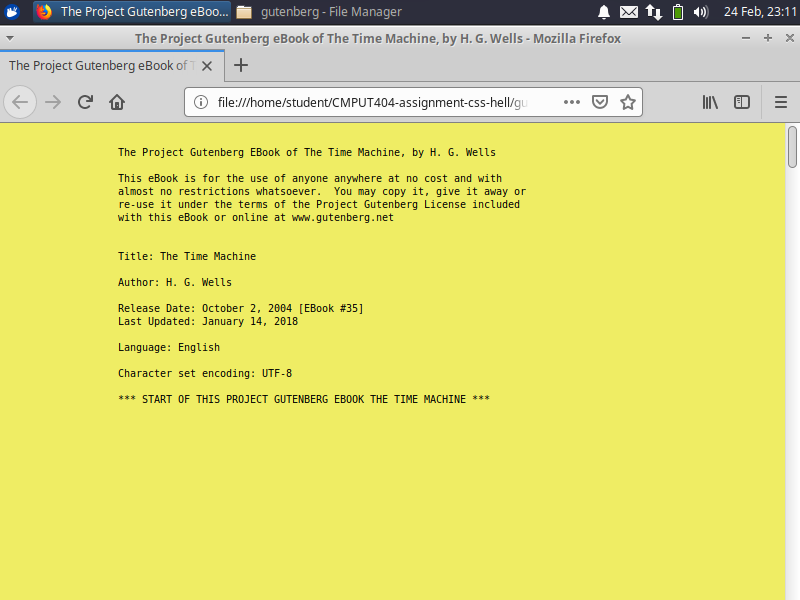 The Project Gutenberg eBoo...
gutenberg - File Manager
24 Feb, 23:11
The Project Gutenberg eBook of The Time Machine, by H. G. Wells - Mozilla Firefox
The Project Gutenberg eBook of T
file:///home/student/CMPUT404-assignment-css-hell/gu
The Project Gutenberg EBook of The Time Machine, by H. G. Wells
This eBook is for the use of anyone anywhere at no cost and with
almost no restrictions whatsoever.  You may copy it, give it away or
re-use it under the terms of the Project Gutenberg License included
with this eBook or online at www.gutenberg.net
Title: The Time Machine
Author: H. G. Wells
Release Date: October 2, 2004 [EBook #35]
Last Updated: January 14, 2018
Language: English
Character set encoding: UTF-8
*** START OF THIS PROJECT GUTENBERG EBOOK THE TIME MACHINE ***